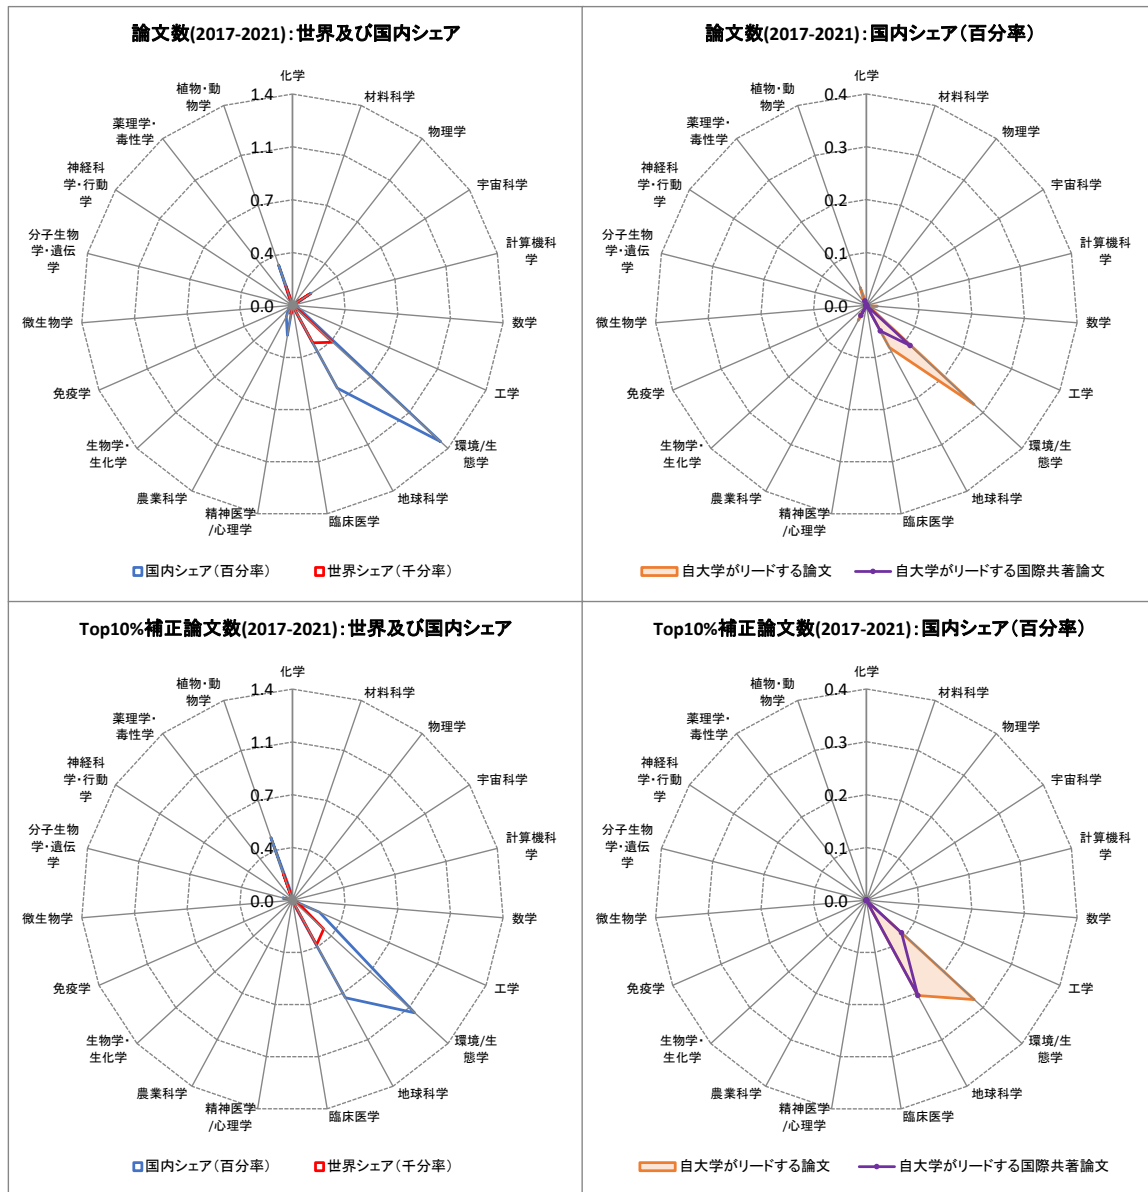 論文数(2017-2021):世界及び国内シェア
化学
材料科学
物理学
宇宙科学
計算機科
学
数学
工学
環境/生
態学
地球科学
臨床医学
精神医学
/心理学
農業科学
生物学・
生化学
免疫学
微生物学
分子生物
学・遺伝
学
神経科
学・行動
学
薬理学・
毒性学
植物・動
物学
1.4
1.1
0.7
0.4
0.0
国内シェア(百分率)
世界シェア(千分率)
論文数(2017-2021):国内シェア(百分率)
化学
材料科学
物理学
宇宙科学
計算機科
学
数学
工学
環境/生
態学
地球科学
臨床医学
精神医学
/心理学
農業科学
生物学・
生化学
免疫学
微生物学
分子生物
学・遺伝
学
神経科
学・行動
学
薬理学・
毒性学
植物・動
物学
0.4
0.3
0.2
0.1
0.0
自大学がリードする論文
自大学がリードする国際共著論文
Top10%補正論文数(2017-2021):世界及び国内シェア
化学
材料科学
物理学
宇宙科学
計算機科
学
数学
工学
環境/生
態学
地球科学
臨床医学
精神医学
/心理学
農業科学
生物学・
生化学
免疫学
微生物学
分子生物
学・遺伝
学
神経科
学・行動
学
薬理学・
毒性学
植物・動
物学
1.4
1.1
0.7
0.4
0.0
国内シェア(百分率)
世界シェア(千分率)
Top10%補正論文数(2017-2021):国内シェア(百分率)
化学
材料科学
物理学
宇宙科学
計算機科
学
数学
工学
環境/生
態学
地球科学
臨床医学
精神医学
/心理学
農業科学
生物学・
生化学
免疫学
微生物学
分子生物
学・遺伝
学
神経科
学・行動
学
薬理学・
毒性学
植物・動
物学
0.4
0.3
0.2
0.1
0.0
自大学がリードする論文
自大学がリードする国際共著論文